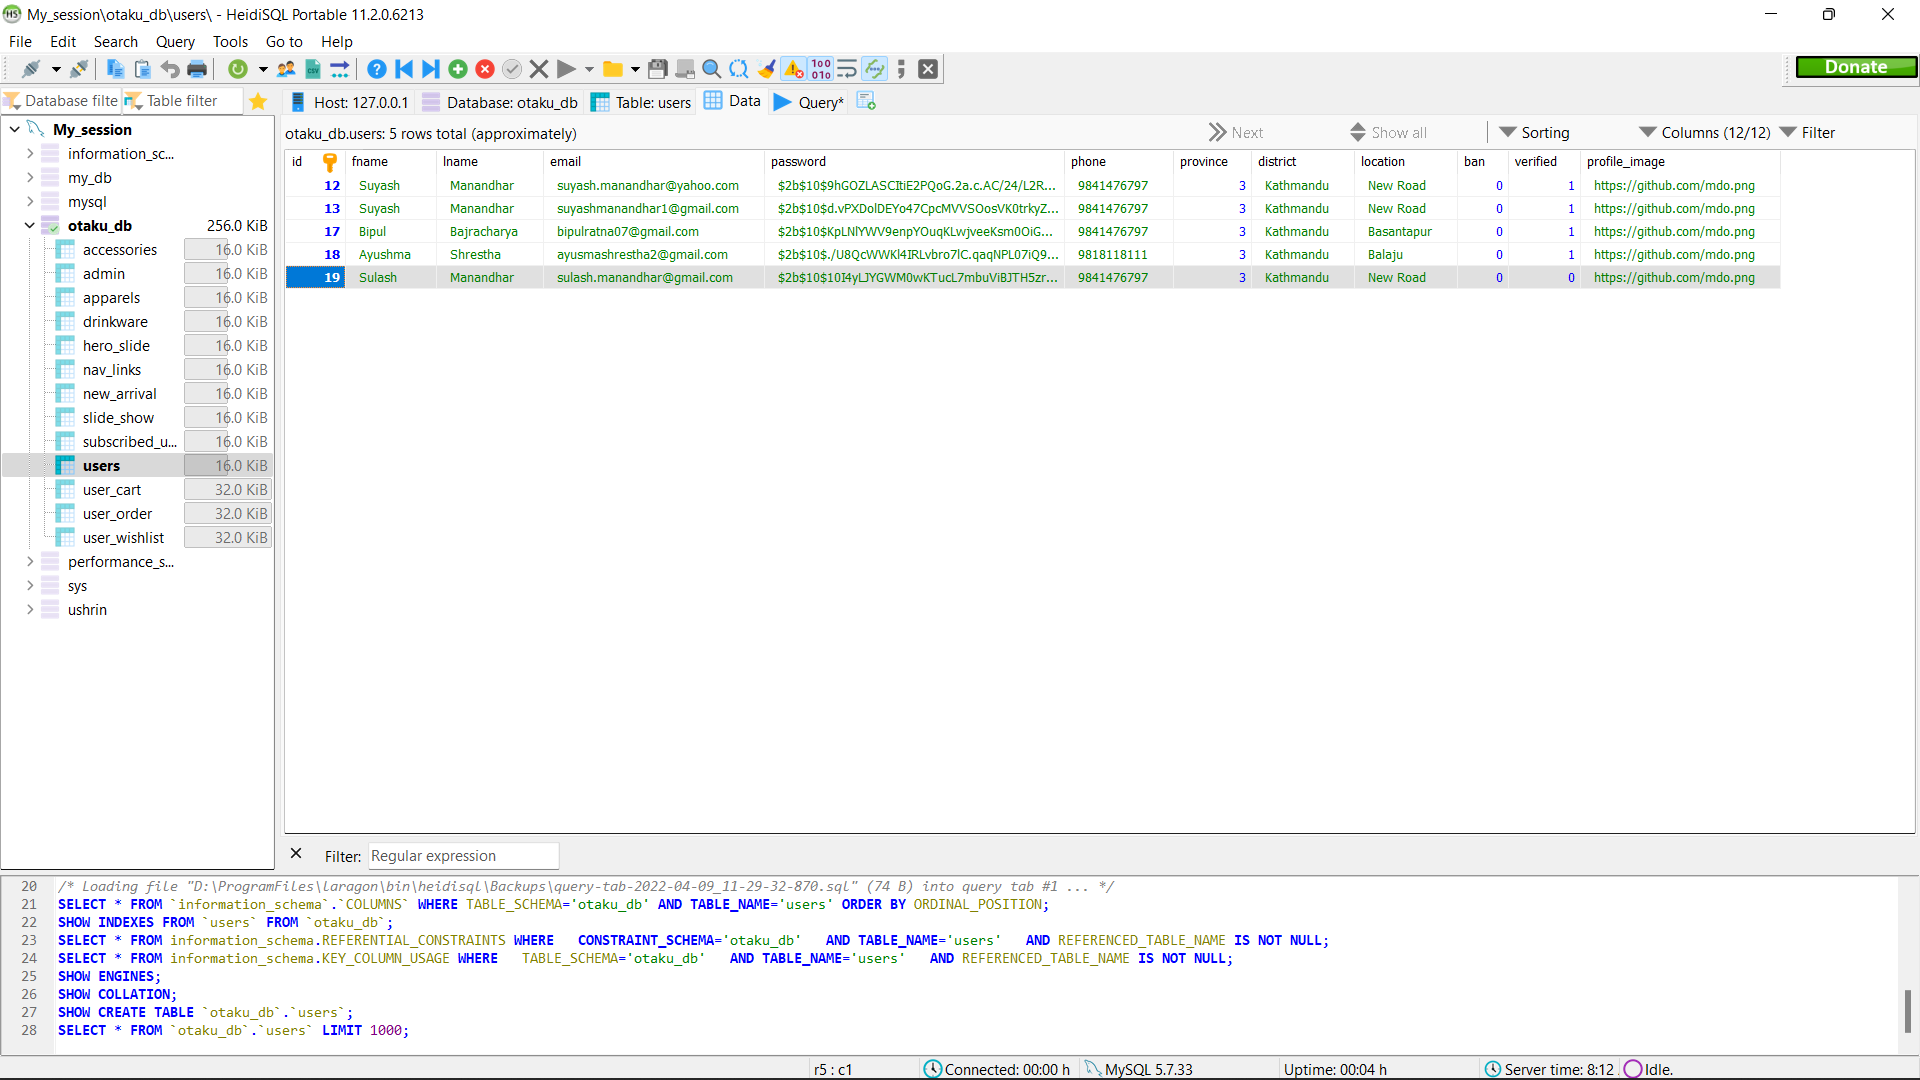 My_session\otaku_db\users\ - HeidiSQL Portable 11.2.0.6213
File Edit Search Query Tools Go to Help
Donate
Database filte Table filter Host: 127.0.0.1 Database: otaku_db Table: users Data Query*
otaku_db.users: 5 rows total (approximately) Next Show all Sorting Columns (12/12) Filter
My_session
information_sc...
my_db
mysql
otaku_db 256.0 KiB
accessories 16.0 KiB
admin 16.0 KiB
apparels 16.0 KiB
drinkware 16.0 KiB
hero_slide 16.0 KiB
nav_links 16.0 KiB
new_arrival 16.0 KiB
slide_show 16.0 KiB
subscribed_u... 16.0 KiB
users 16.0 KiB
user_cart 32.0 KiB
user_order 32.0 KiB
user_wishlist 32.0 KiB
performance_s...
sys
ushrin
id fname lname email password phone province district location ban verified profile_image
12 Suyash Manandhar suyash.manandhar@yahoo.com $2b$10$9hGOZLASCItiE2PQoG.2a.c.AC/24/L2R... 9841476797 3 Kathmandu New Road 0 1 https://github.com/mdo.png
13 Suyash Manandhar suyashmanandhar1@gmail.com $2b$10$d.vPXDolDEYo47CpcMVVSOosVK0trkyZ... 9841476797 3 Kathmandu New Road 0 1 https://github.com/mdo.png
17 Bipul Bajracharya bipulratna07@gmail.com $2b$10$KpLNlYWV9enpYOuqKLwjveeKsm0OiG... 9841476797 3 Kathmandu Basantapur 0 1 https://github.com/mdo.png
18 Ayushma Shrestha ayusmashrestha2@gmail.com $2b$10$./U8QcWWKl4IRLvbro7lC.qaqNPL07iQ9... 9818118111 3 Kathmandu Balaju 0 1 https://github.com/mdo.png
19 Sulash Manandhar sulash.manandhar@gmail.com $2b$10$10I4yLJYGWM0wKTucL7mbuViBJTH5zr... 9841476797 3 Kathmandu New Road 0 0 https://github.com/mdo.png
Filter: Regular expression
20 /* Loading file "D:\ProgramFiles\laragon\bin\heidisql\Backups\query-tab-2022-04-09_11-29-32-870.sql" (74 B) into query tab #1 ... */
21 SELECT * FROM `information_schema`.`COLUMNS` WHERE TABLE_SCHEMA='otaku_db' AND TABLE_NAME='users' ORDER BY ORDINAL_POSITION;
22 SHOW INDEXES FROM `users` FROM `otaku_db`;
23 SELECT * FROM information_schema.REFERENTIAL_CONSTRAINTS WHERE CONSTRAINT_SCHEMA='otaku_db' AND TABLE_NAME='users' AND REFERENCED_TABLE_NAME IS NOT NULL;
24 SELECT * FROM information_schema.KEY_COLUMN_USAGE WHERE TABLE_SCHEMA='otaku_db' AND TABLE_NAME='users' AND REFERENCED_TABLE_NAME IS NOT NULL;
25 SHOW ENGINES;
26 SHOW COLLATION;
27 SHOW CREATE TABLE `otaku_db`.`users`;
28 SELECT * FROM `otaku_db`.`users` LIMIT 1000;
r5 : c1 Connected: 00:00 h MySQL 5.7.33 Uptime: 00:04 h Server time: 8:12 Idle.